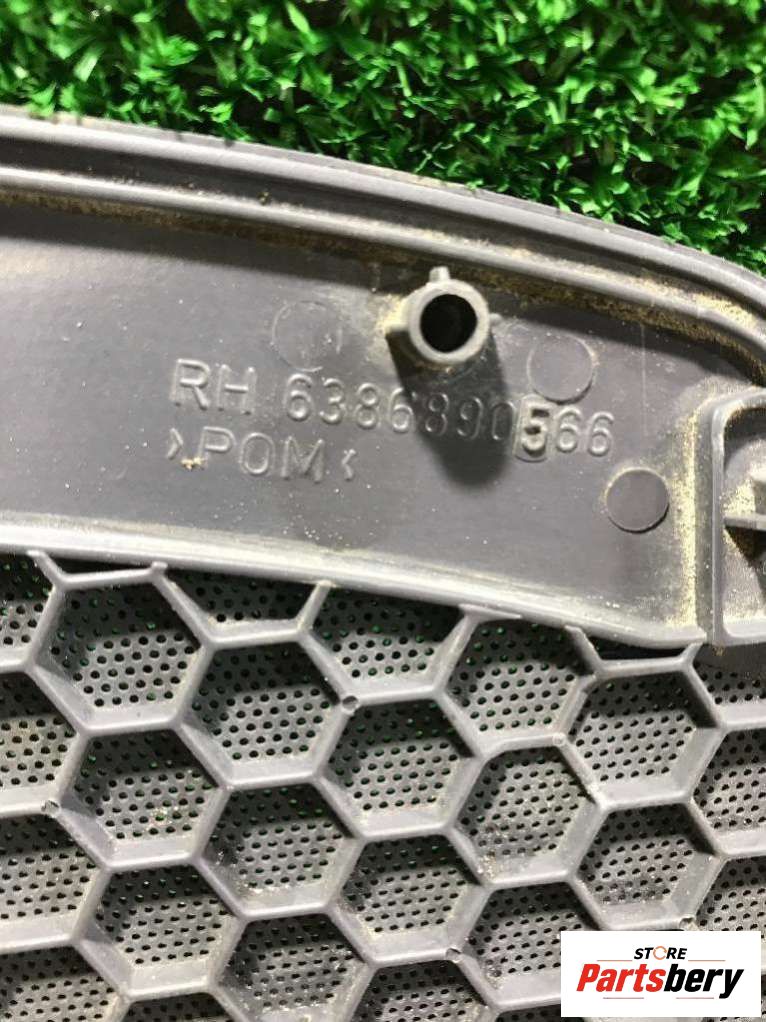 RH 6386890566
>POM<
STORE
Partsbery